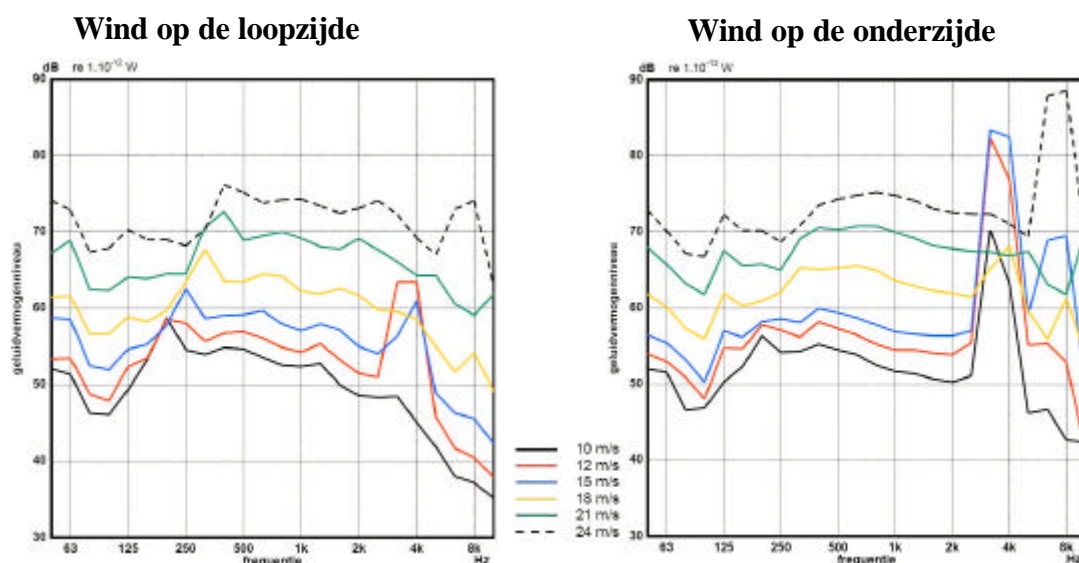 Wind op de loopzijde
dB re 1.10⁻¹² W
90
80
70
60
50
40
30
geluidvermogenniveau
63 125 250 500 1k 2k 4k 8k
frequentie Hz
10 m/s
12 m/s
15 m/s
18 m/s
21 m/s
24 m/s
Wind op de onderzijde
dB re 1.10⁻¹² W
90
80
70
60
50
40
30
geluidvermogenniveau
63 125 250 500 1k 2k 4k 8k
frequentie Hz